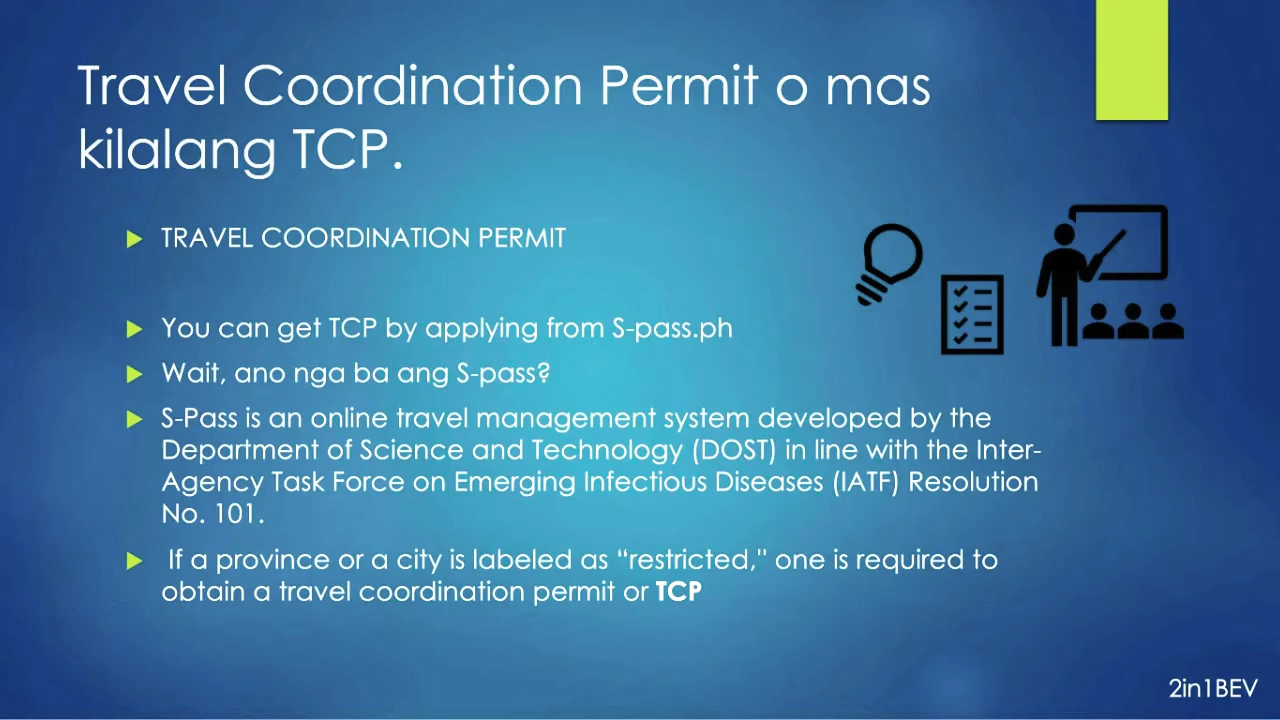 Travel Coordination Permit o mas
kilalang TCP.
TRAVEL COORDINATION PERMIT
You can get TCP by applying from S-pass.ph
Wait, ano nga ba ang S-pass?
S-Pass is an online travel management system developed by the
Department of Science and Technology (DOST) in line with the Inter-
Agency Task Force on Emerging Infectious Diseases (IATF) Resolution
No. 101.
If a province or a city is labeled as “restricted," one is required to
obtain a travel coordination permit or TCP
2in1BEV